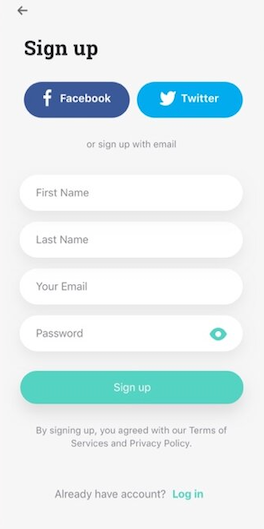 Sign up
Facebook
Twitter
or sign up with email
First Name
Last Name
Your Email
Password
Sign up
By signing up, you agreed with our Terms of
Services and Privacy Policy.
Already have account? Log in